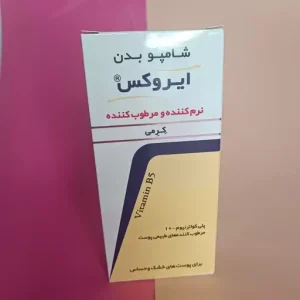 شامپو بدن
ایروکس®
نرم کننده و مرطوب کننده
کرمی
Vitamin B5
پلی کواترنیوم - ۱۰
مرطوب کننده های طبیعی پوست
برای پوست های خشک و حساس